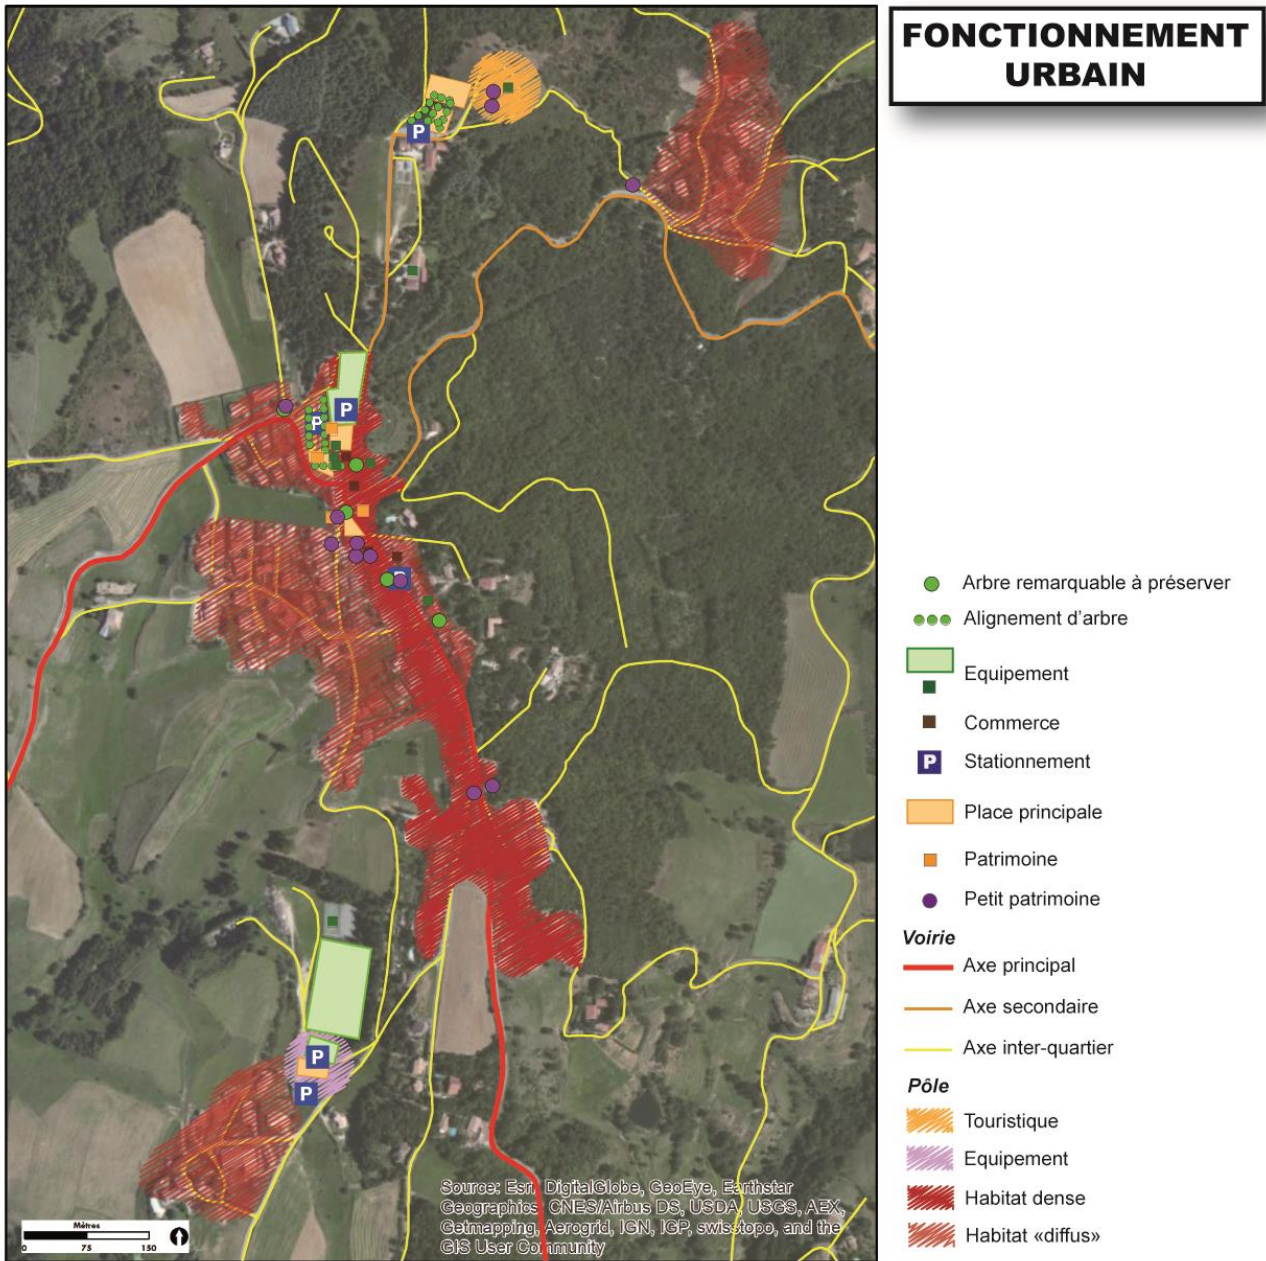 FONCTIONNEMENT
URBAIN
P
P
P
P
P
P
Arbre remarquable à préserver
Alignement d'arbre
Equipement
Commerce
P
Stationnement
Place principale
Patrimoine
Petit patrimoine
Voirie
Axe principal
Axe secondaire
Axe inter-quartier
Pôle
Touristique
Equipement
Habitat dense
Habitat «diffus»
Source: Esri, DigitalGlobe, GeoEye, Earthstar
Geographics, CNES/Airbus DS, USDA, USGS, AEX,
Getmapping, Aerogrid, IGN, IGP, swisstopo, and the
GIS User Community
Mètres
0 75 150